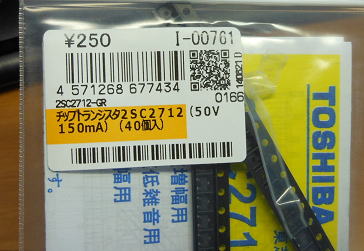 ¥250
I-00761
4 571268 677434
0166
2SC2712-GR
チップトランジスタ2SC2712(50V
150mA) (40個入)
TOSHIBA
2712
増幅用
低雑音用
幅用
す。